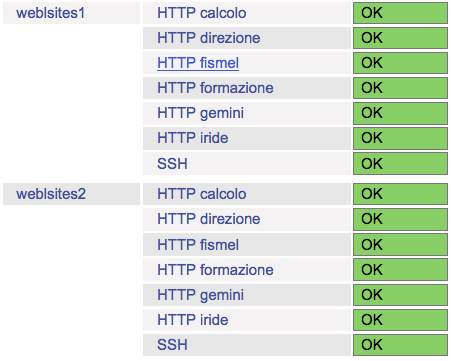 weblsites1 HTTP calcolo OK
HTTP direzione OK
HTTP fismel OK
HTTP formazione OK
HTTP gemini OK
HTTP iride OK
SSH OK
weblsites2 HTTP calcolo OK
HTTP direzione OK
HTTP fismel OK
HTTP formazione OK
HTTP gemini OK
HTTP iride OK
SSH OK